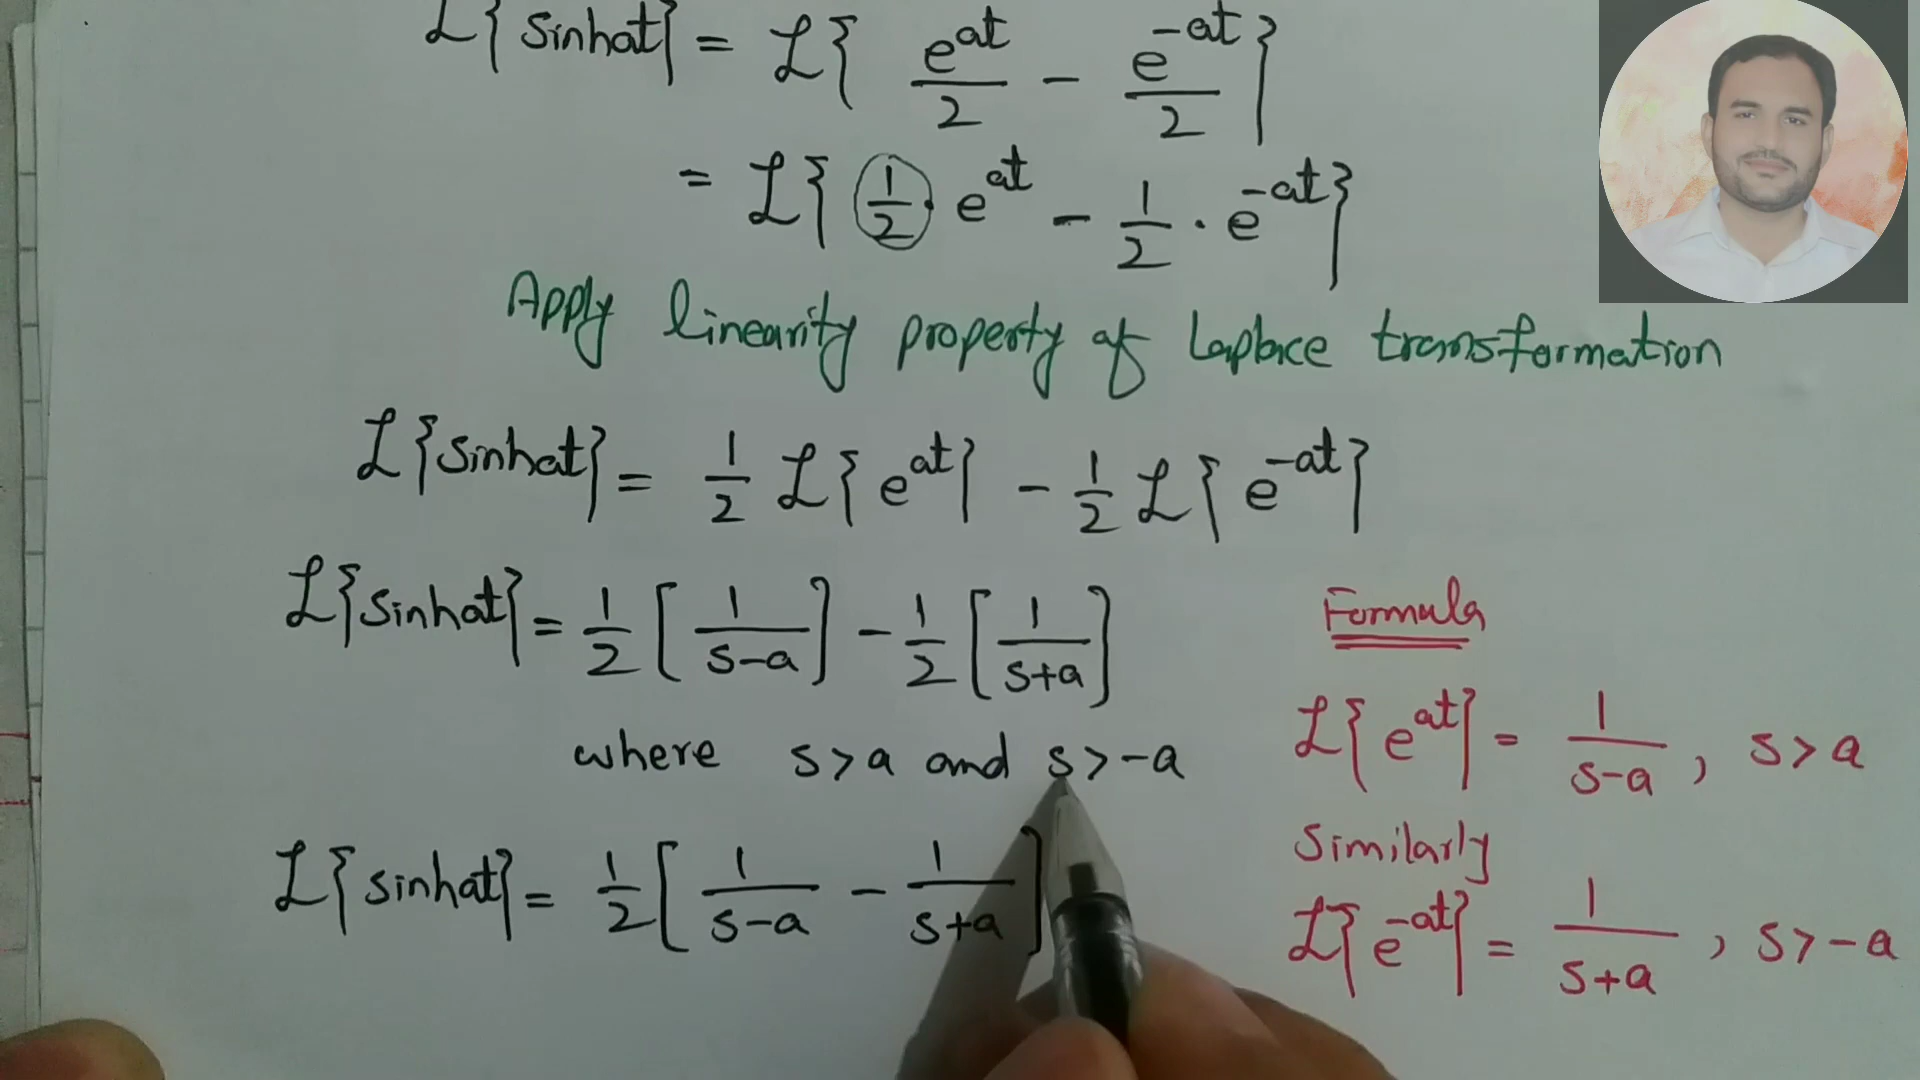 ℒ{sinhat} = ℒ{ e^at/2 - e^-at/2 }
= ℒ{ 1/2 · e^at - 1/2 · e^-at }
Apply linearity property of Laplace transformation
ℒ{sinhat} = 1/2 ℒ{ e^at } - 1/2 ℒ{ e^-at }
ℒ{sinhat} = 1/2 [ 1/s-a ] - 1/2 [ 1/s+a ]
where s>a and s>-a
ℒ{sinhat} = 1/2 [ 1/s-a - 1/s+a ]
Formula
ℒ{ e^at } = 1/s-a , s>a
Similarly
ℒ{ e^-at } = 1/s+a , s>-a